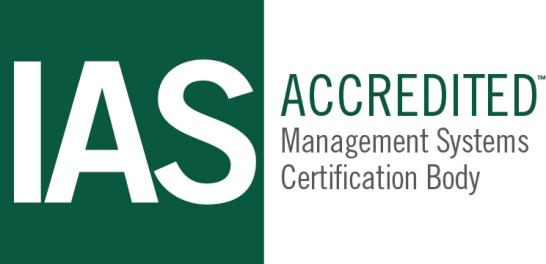 IAS
ACCREDITED™
Management Systems
Certification Body